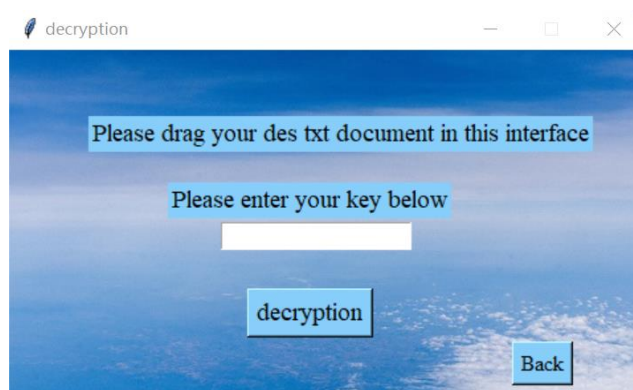 decryption
Please drag your des txt document in this interface
Please enter your key below
decryption
Back